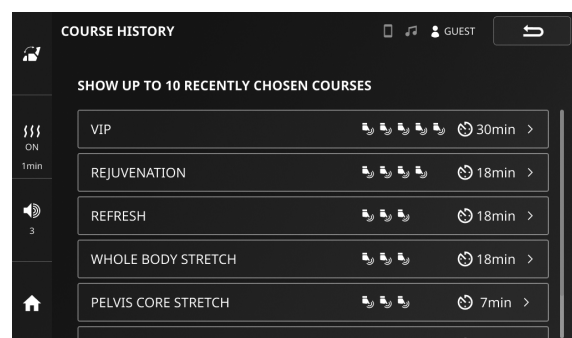 COURSE HISTORY
GUEST
SHOW UP TO 10 RECENTLY CHOSEN COURSES
ON
1min
3
VIP 30min >
REJUVENATION 18min >
REFRESH 18min >
WHOLE BODY STRETCH 18min >
PELVIS CORE STRETCH 7min >